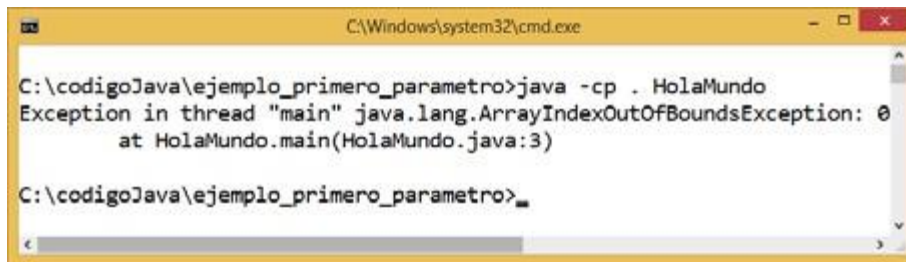 C:\Windows\system32\cmd.exe
C:\codigoJava\ejemplo_primero_parametro>java -cp . HolaMundo
Exception in thread "main" java.lang.ArrayIndexOutOfBoundsException: 0
at HolaMundo.main(HolaMundo.java:3)
C:\codigoJava\ejemplo_primero_parametro>